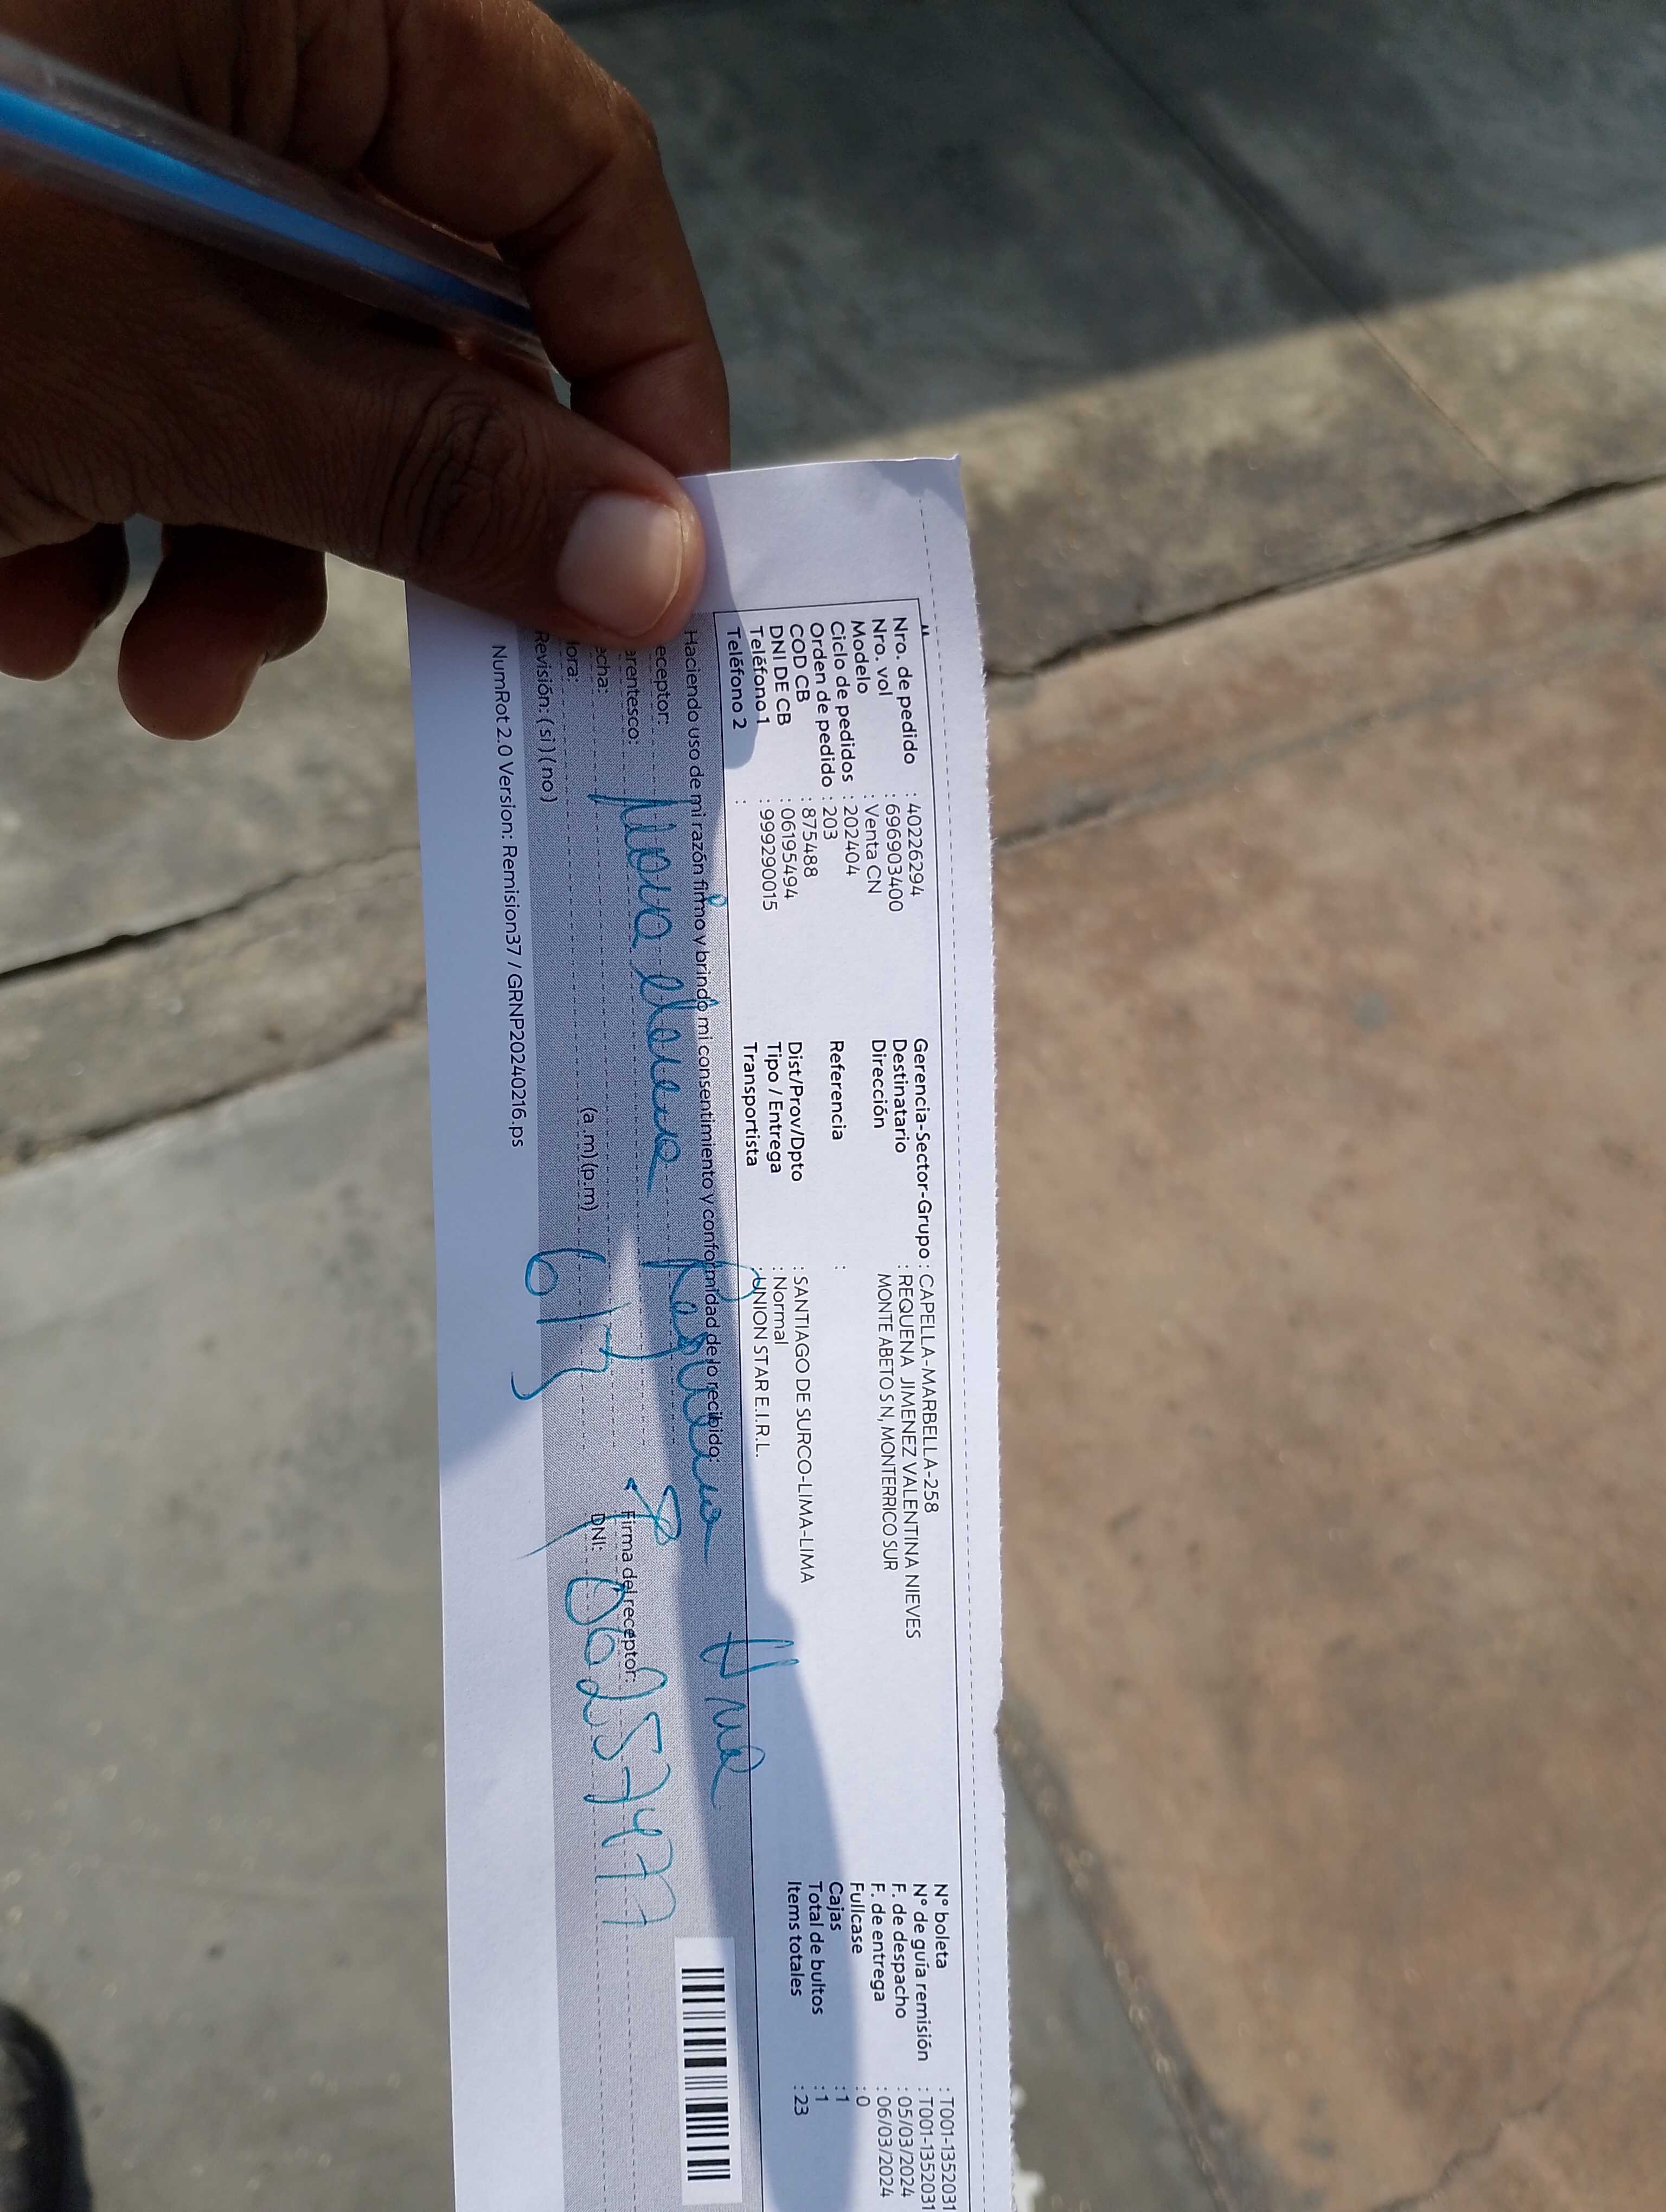 Nro. de pedido : 40226294
Nro. vol : 696903400
Modelo : Venta CN
Ciclo de pedidos : 202404
Orden de pedido : 203
COD CB : 875488
DNI DE CB : 06195494
Teléfono 1 : 999290015
Teléfono 2 :
Gerencia-Sector-Grupo : CAPELLA-MARBELLA-258
Destinatario : REQUENA JIMENEZ VALENTINA NIEVES
Dirección MONTE ABETO S N, MONTERRICO SUR
Referencia :
Dist/Prov/Dpto : SANTIAGO DE SURCO-LIMA-LIMA
Tipo / Entrega : Normal
Transportista : UNION STAR E.I.R.L.
N° boleta : T001-1352031
N° de guía remisión : T001-1352031
F. de despacho : 05/03/2024
F. de entrega : 06/03/2024
Fullcase : 0
Cajas : 1
Total de bultos : 1
Items totales : 23
Haciendo uso de mi razón firmo y brindo mi consentimiento y conformidad de lo recibido:
eceptor: Requena
arentesco:
echa: 6/3
ora: (a.m)(p.m)
Revisión: ( si ) ( no )
Firma del receptor:
DNI: 06257477
NumRot 2.0 Version: Remision37 / GRNP20240216.ps